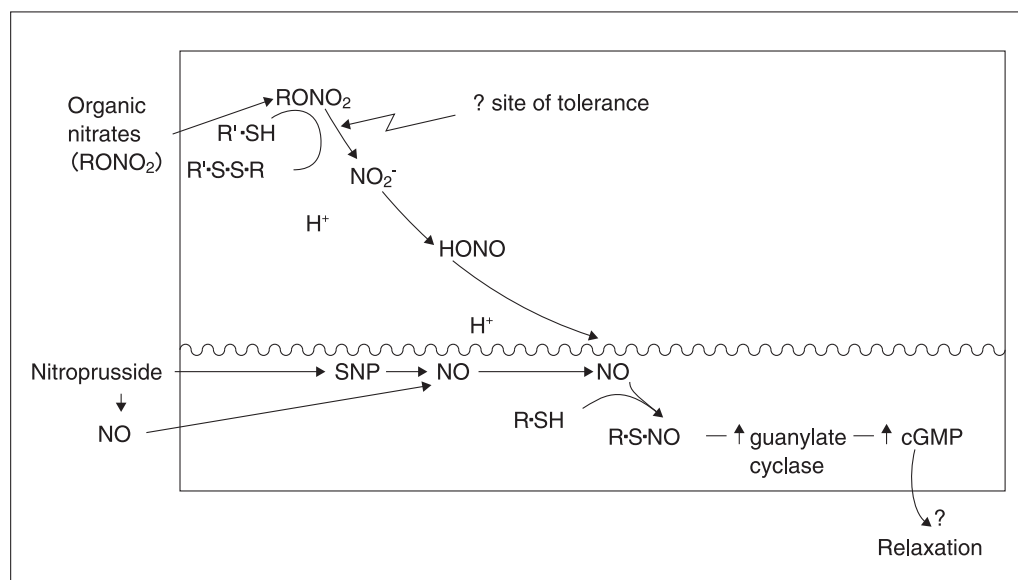 Organic
nitrates
(RONO₂)
RONO₂
R'▪SH
R'▪S▪S▪R
? site of tolerance
NO₂⁻
H⁺
HONO
H⁺
Nitroprusside
SNP
NO
NO
NO
R▪SH
R▪S▪NO
guanylate
cyclase
cGMP
?
Relaxation